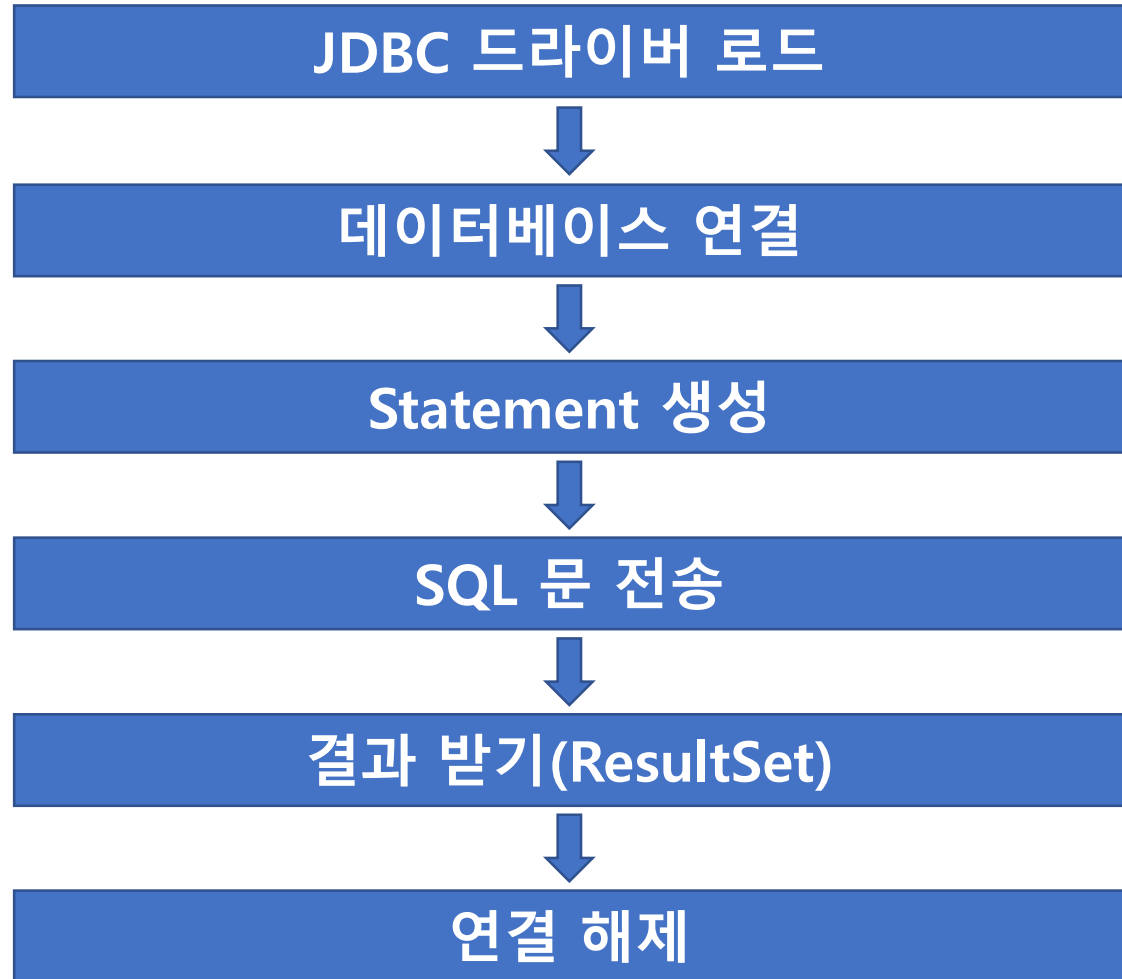 JDBC 드라이버 로드
데이터베이스 연결
Statement 생성
SQL 문 전송
결과 받기(ResultSet)
연결 해제